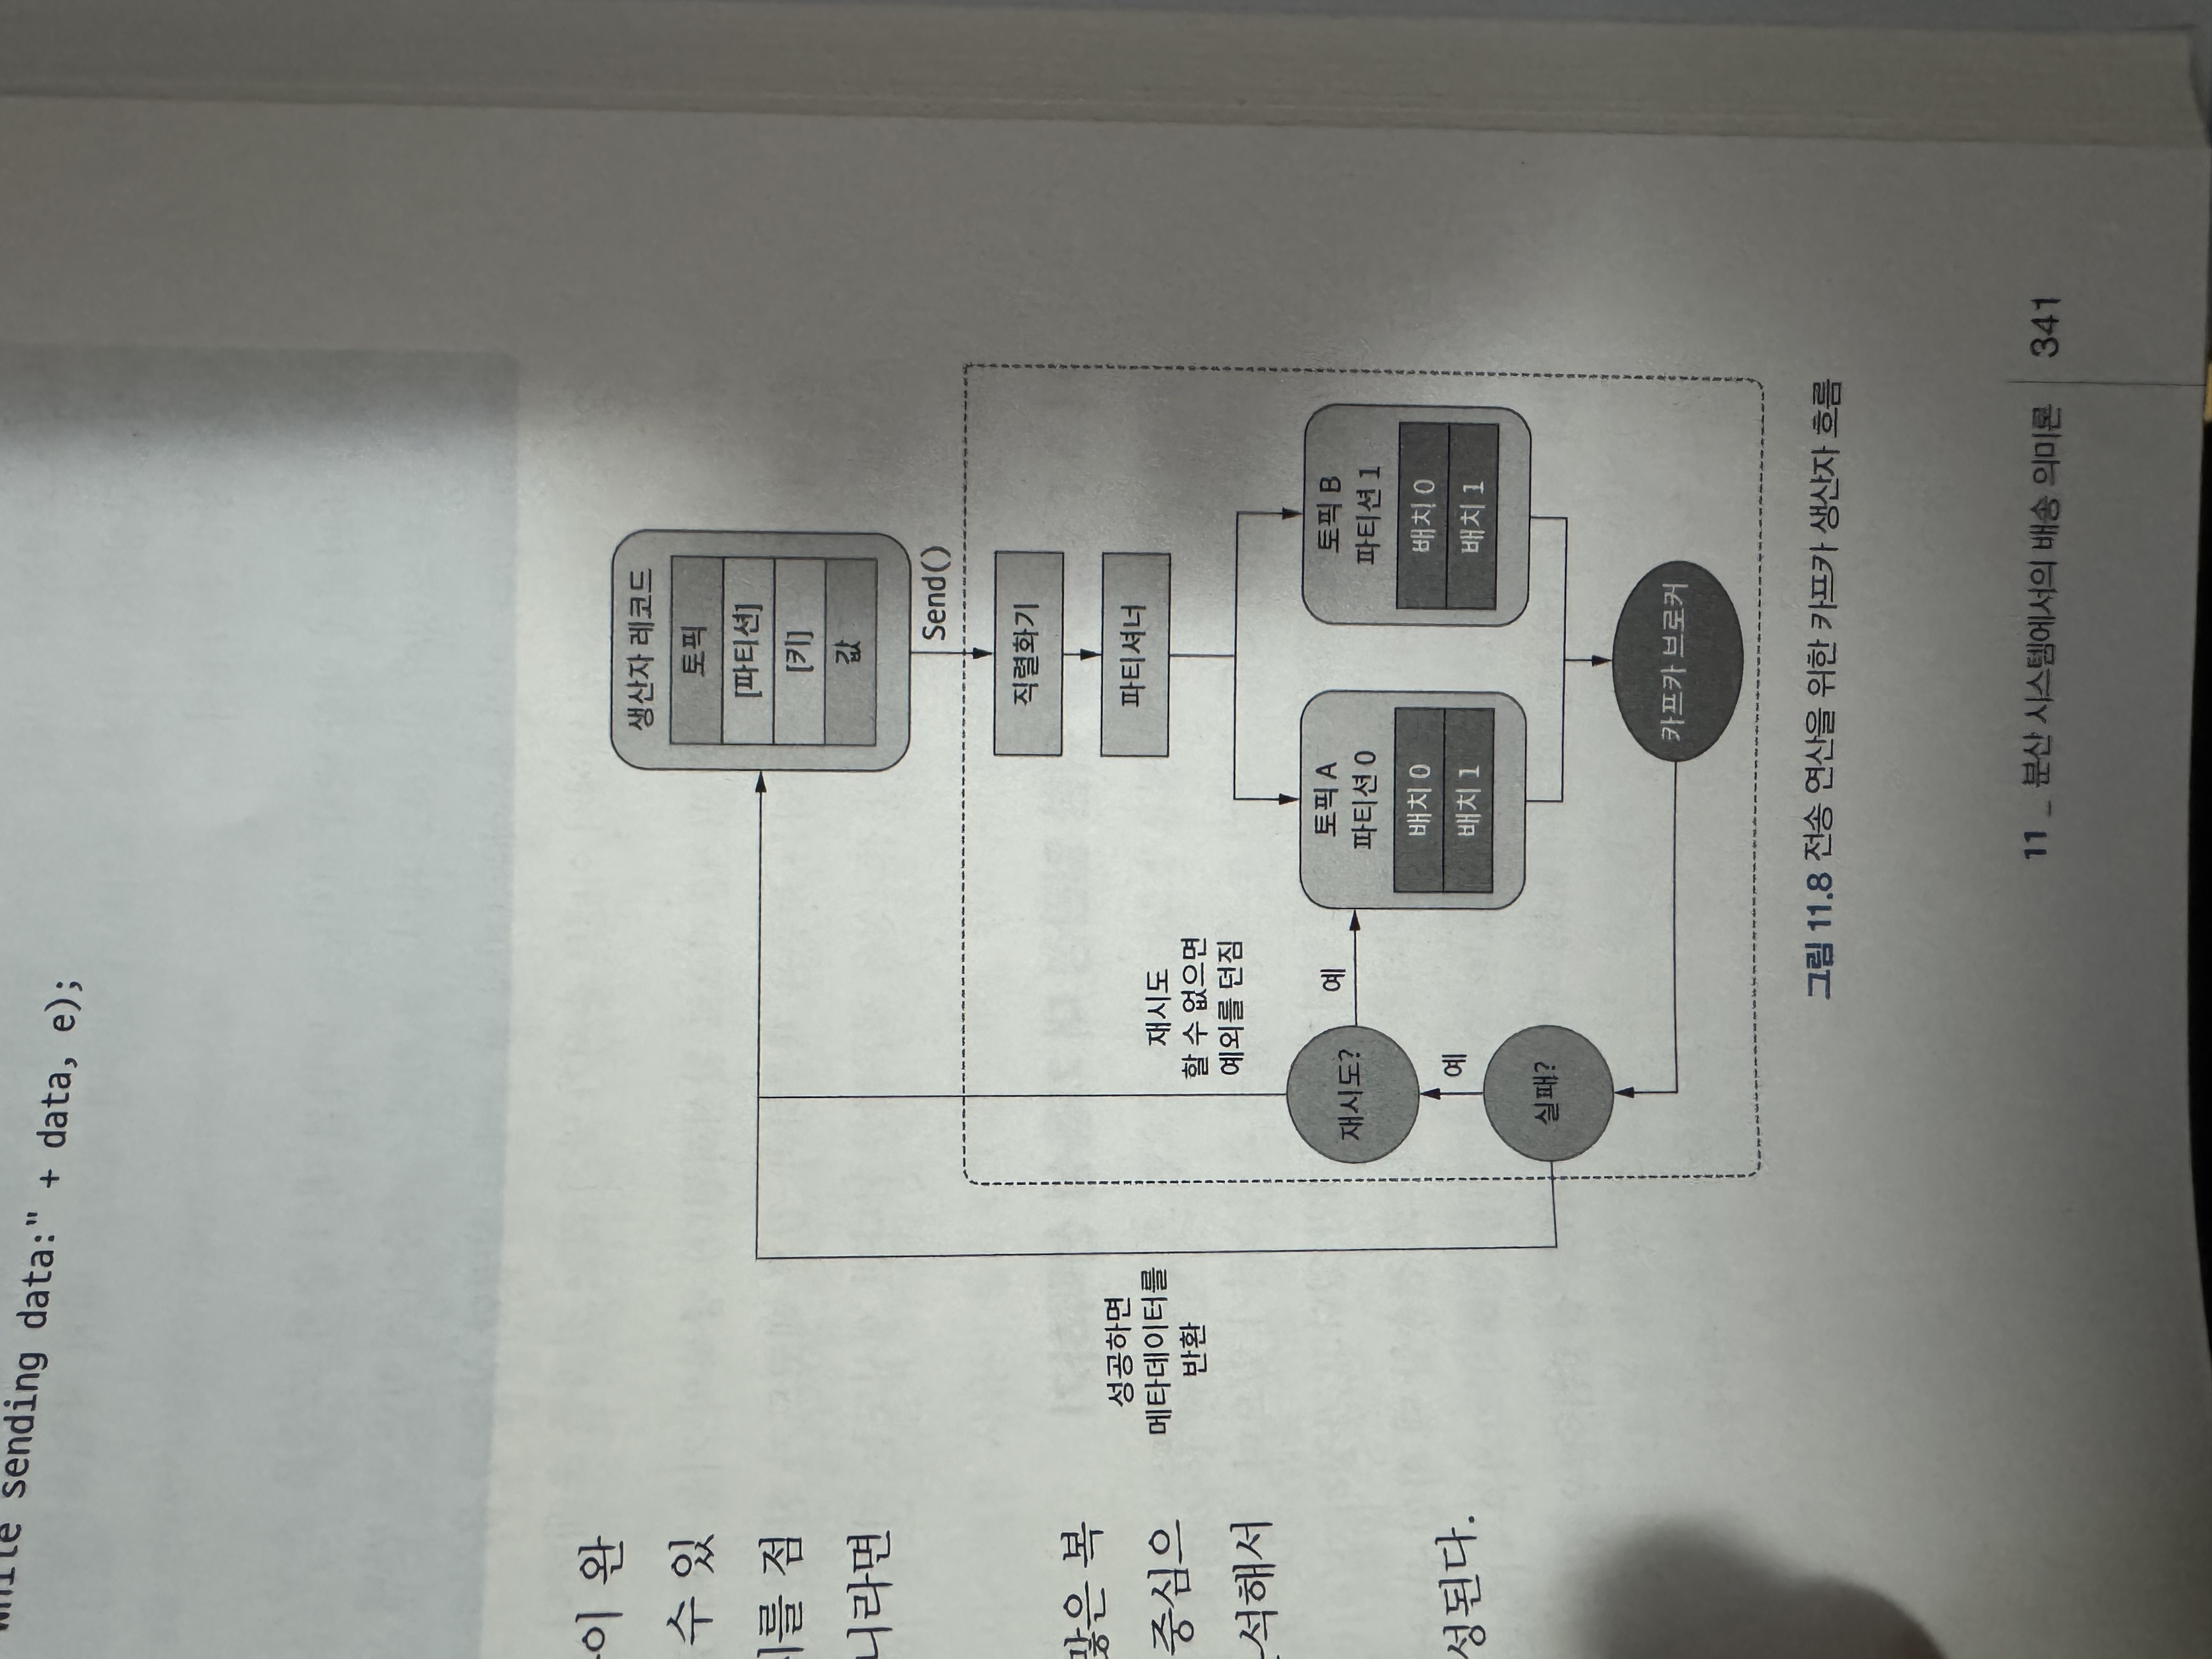 while sending data:" + data, e);
이 완
수 있
를 점
니라면
많은 복
중심으
석해서
성된다.
생산자 레코드
토픽
[파티션]
[키]
값
Send()
직렬화기
파티셔너
성공하면
메타데이터를
반환
재시도
할 수 없으면
예외를 던짐
재시도?
예
토픽 A
파티션 0
배치 0
배치 1
토픽 B
파티션 1
배치 0
배치 1
예
실패?
카프카 브로커
그림 11.8 전송 연산을 위한 카프카 생산자 흐름
11 _ 분산 시스템에서의 배송 의미론 341